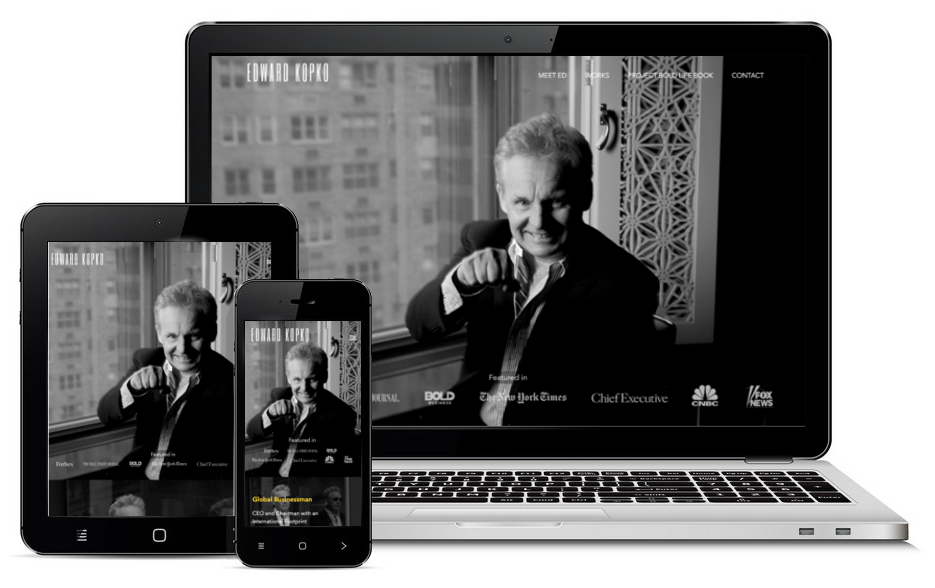 EDWARD KOPKO
MEET ED WORKS PROJECT BOLD LIFE BOOK CONTACT
Featured in
JOURNAL. BOLD BUSINESS The New York Times Chief Executive CNBC FOX NEWS
EDWARD KOPKO
Featured in
Forbes THE WALL STREET JOURNAL BOLD The New York Times Chief Executive
EDWARD KOPKO
Featured in
Forbes BOLD
The New York Times Chief Executive
Global Businessman
CEO and Chairman with an
international footprint